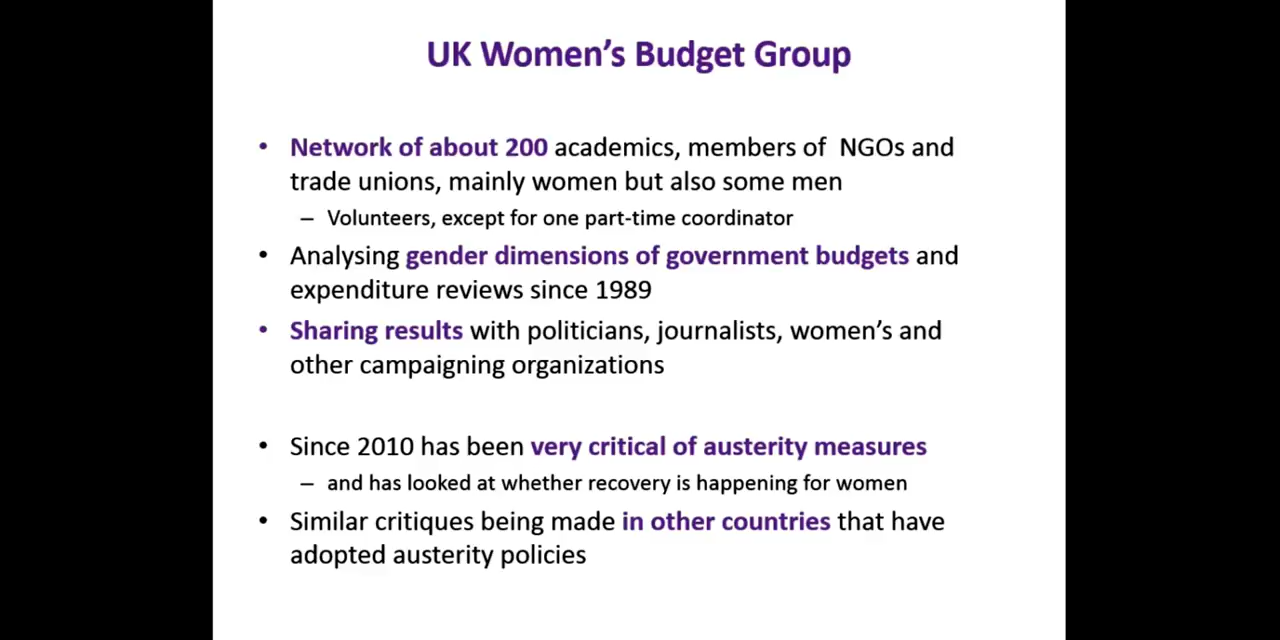 UK Women’s Budget Group
• Network of about 200 academics, members of NGOs and
trade unions, mainly women but also some men
– Volunteers, except for one part-time coordinator
• Analysing gender dimensions of government budgets and
expenditure reviews since 1989
• Sharing results with politicians, journalists, women’s and
other campaigning organizations
• Since 2010 has been very critical of austerity measures
– and has looked at whether recovery is happening for women
• Similar critiques being made in other countries that have
adopted austerity policies